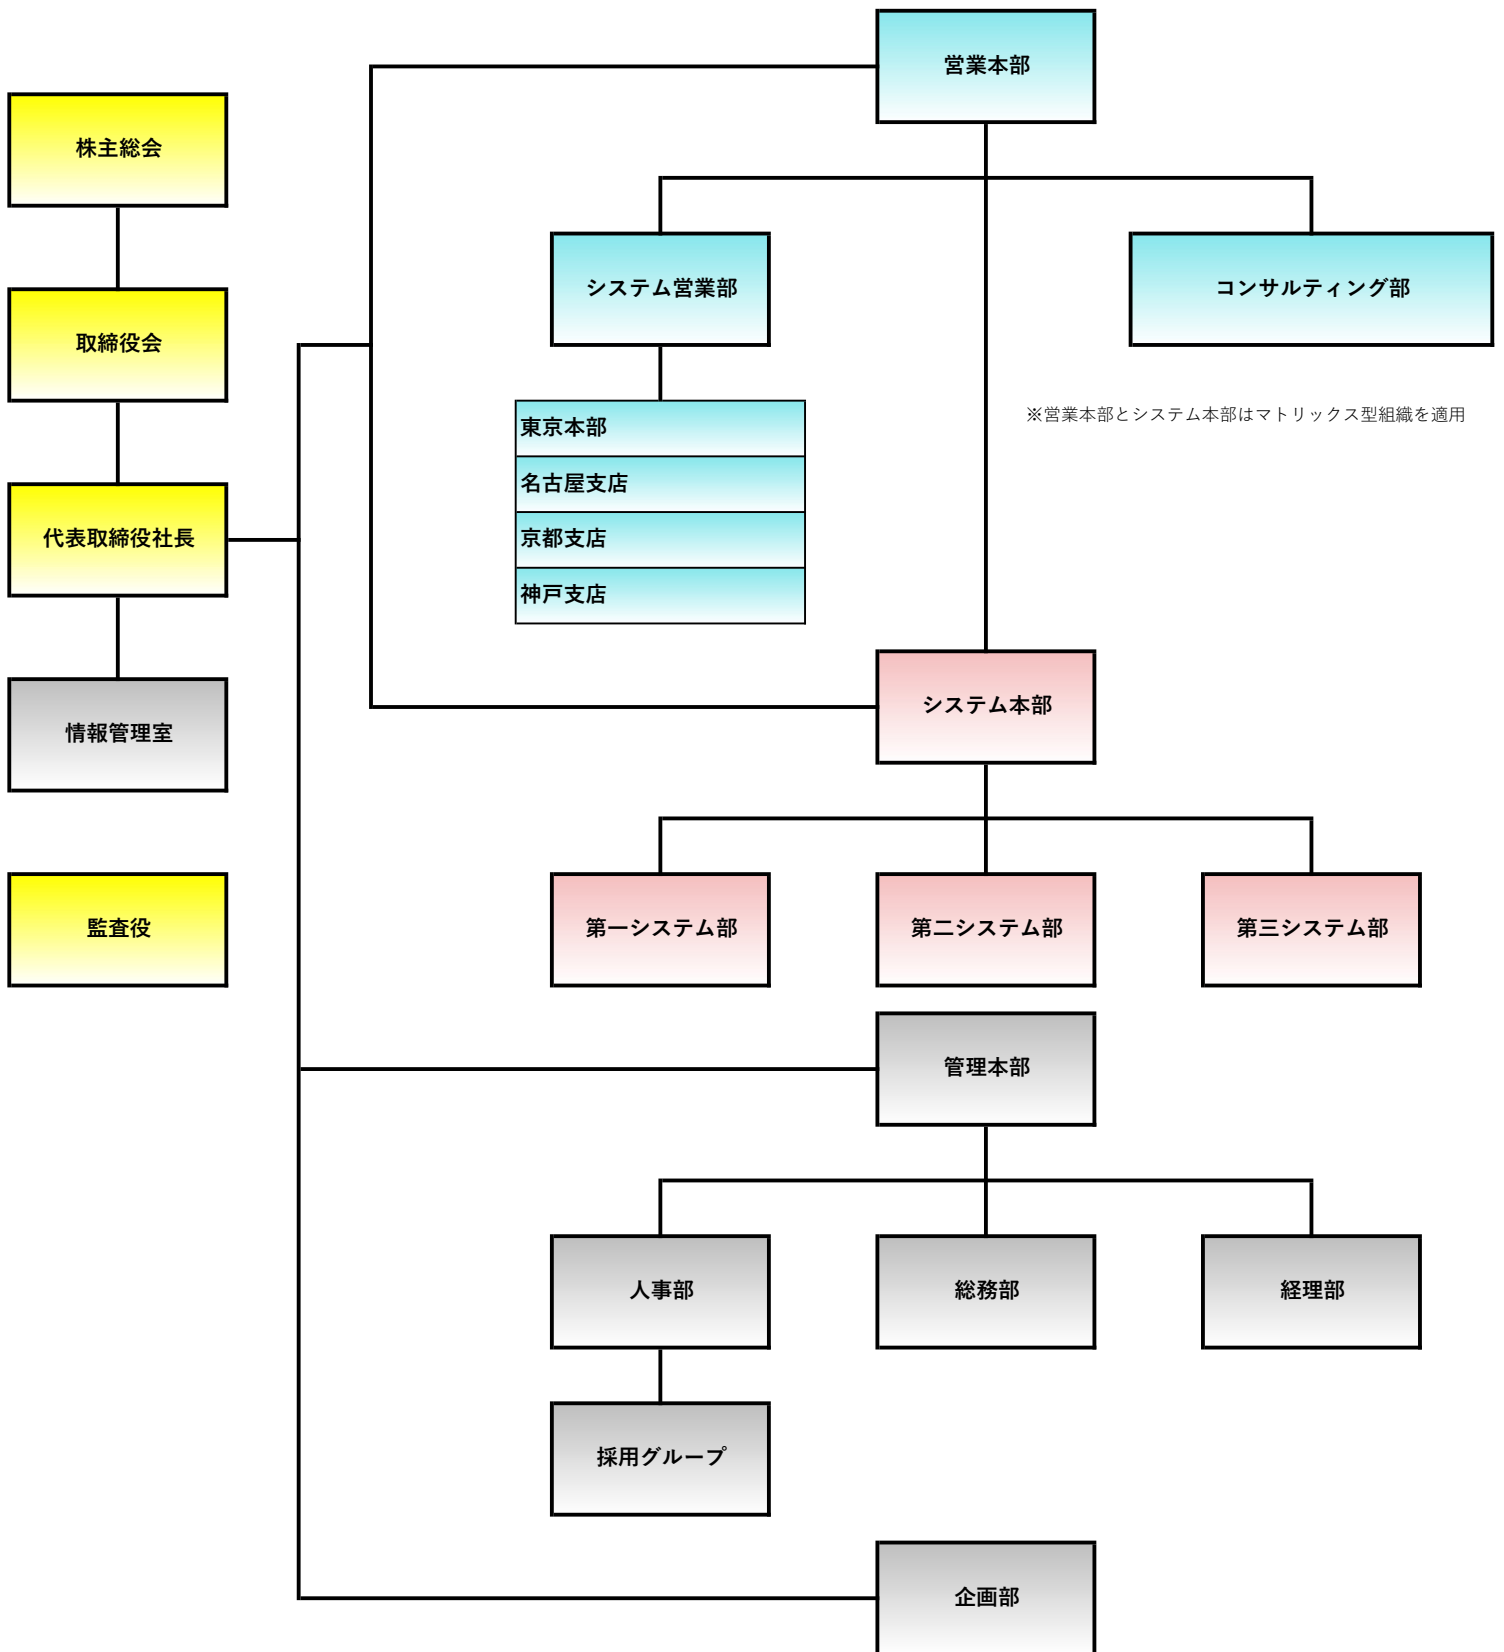 営業本部
株主総会
システム営業部
コンサルティング部
取締役会
※営業本部とシステム本部はマトリックス型組織を適用
東京本部
名古屋支店
代表取締役社長
京都支店
神戸支店
システム本部
情報管理室
監査役
第一システム部
第二システム部
第三システム部
管理本部
人事部
総務部
経理部
採用グループ
企画部